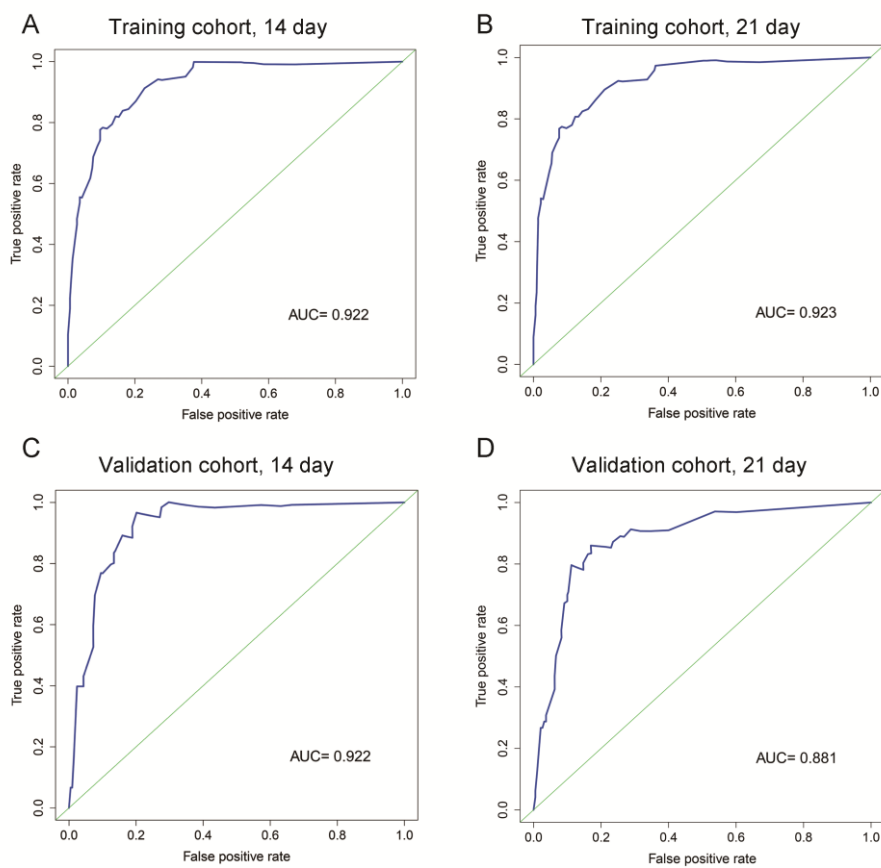 A
Training cohort, 14 day
True positive rate
0.0 0.2 0.4 0.6 0.8 1.0
AUC= 0.922
0.0 0.2 0.4 0.6 0.8 1.0
False positive rate
B
Training cohort, 21 day
True positive rate
0.0 0.2 0.4 0.6 0.8 1.0
AUC= 0.923
0.0 0.2 0.4 0.6 0.8 1.0
False positive rate
C
Validation cohort, 14 day
True positive rate
0.0 0.2 0.4 0.6 0.8 1.0
AUC= 0.922
0.0 0.2 0.4 0.6 0.8 1.0
False positive rate
D
Validation cohort, 21 day
True positive rate
0.0 0.2 0.4 0.6 0.8 1.0
AUC= 0.881
0.0 0.2 0.4 0.6 0.8 1.0
False positive rate